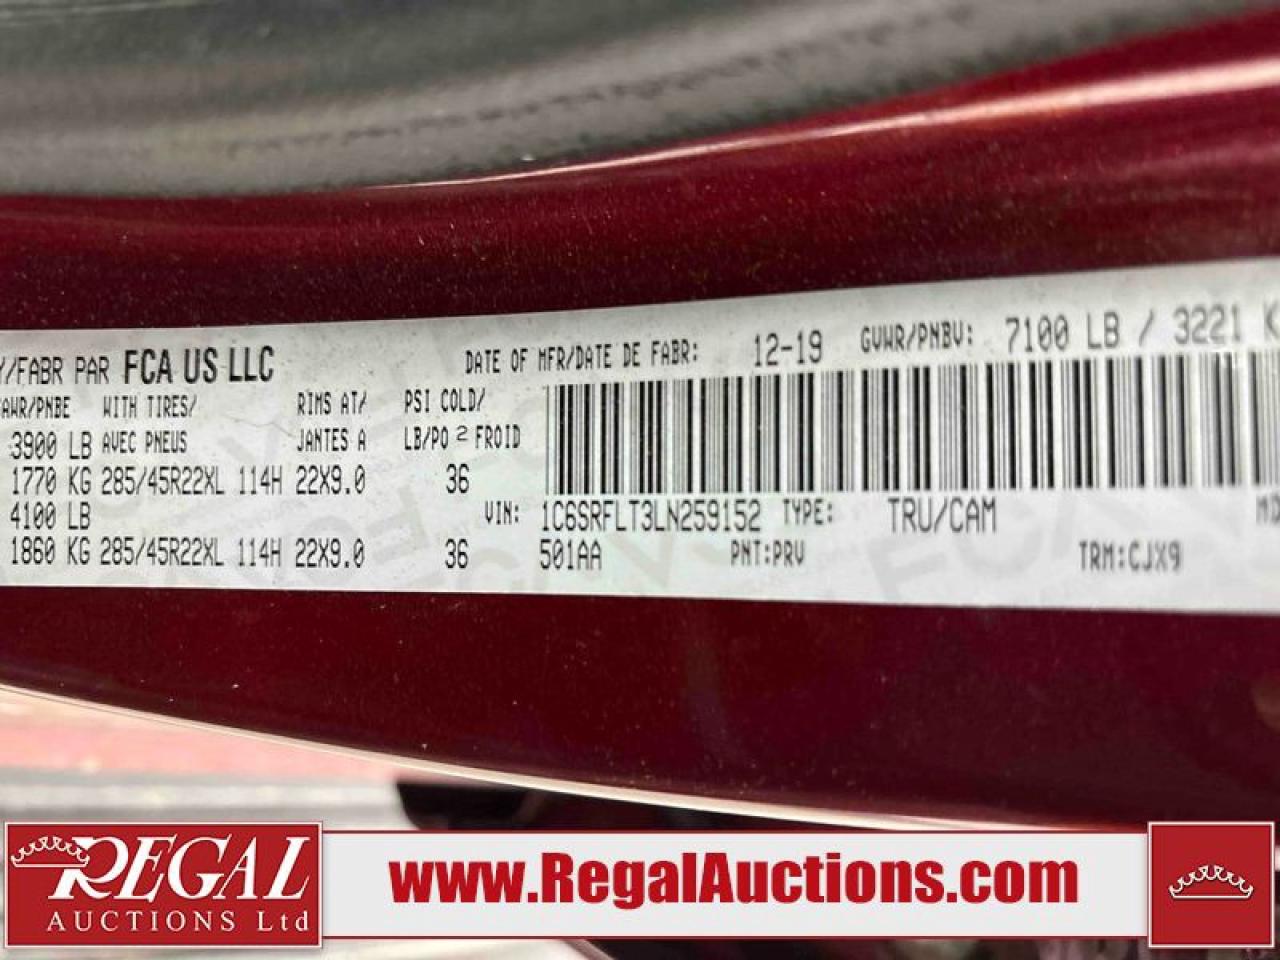 Y/FABR PAR FCA US LLC DATE OF MFR/DATE DE FABR: 12-19 GVWR/PNBV: 7100 LB / 3221 K
AWR/PNBE WITH TIRES/ RIMS AT/ PSI COLD/
3900 LB AVEC PNEUS JANTES A LB/PO 2 FROID
1770 KG 285/45R22XL 114H 22X9.0 36
4100 LB VIN: 1C6SRFLT3LN259152 TYPE: TRU/CAM
1860 KG 285/45R22XL 114H 22X9.0 36 501AA PNT:PRV TRM:CJX9
REGAL
AUCTIONS Ltd
www.RegalAuctions.com